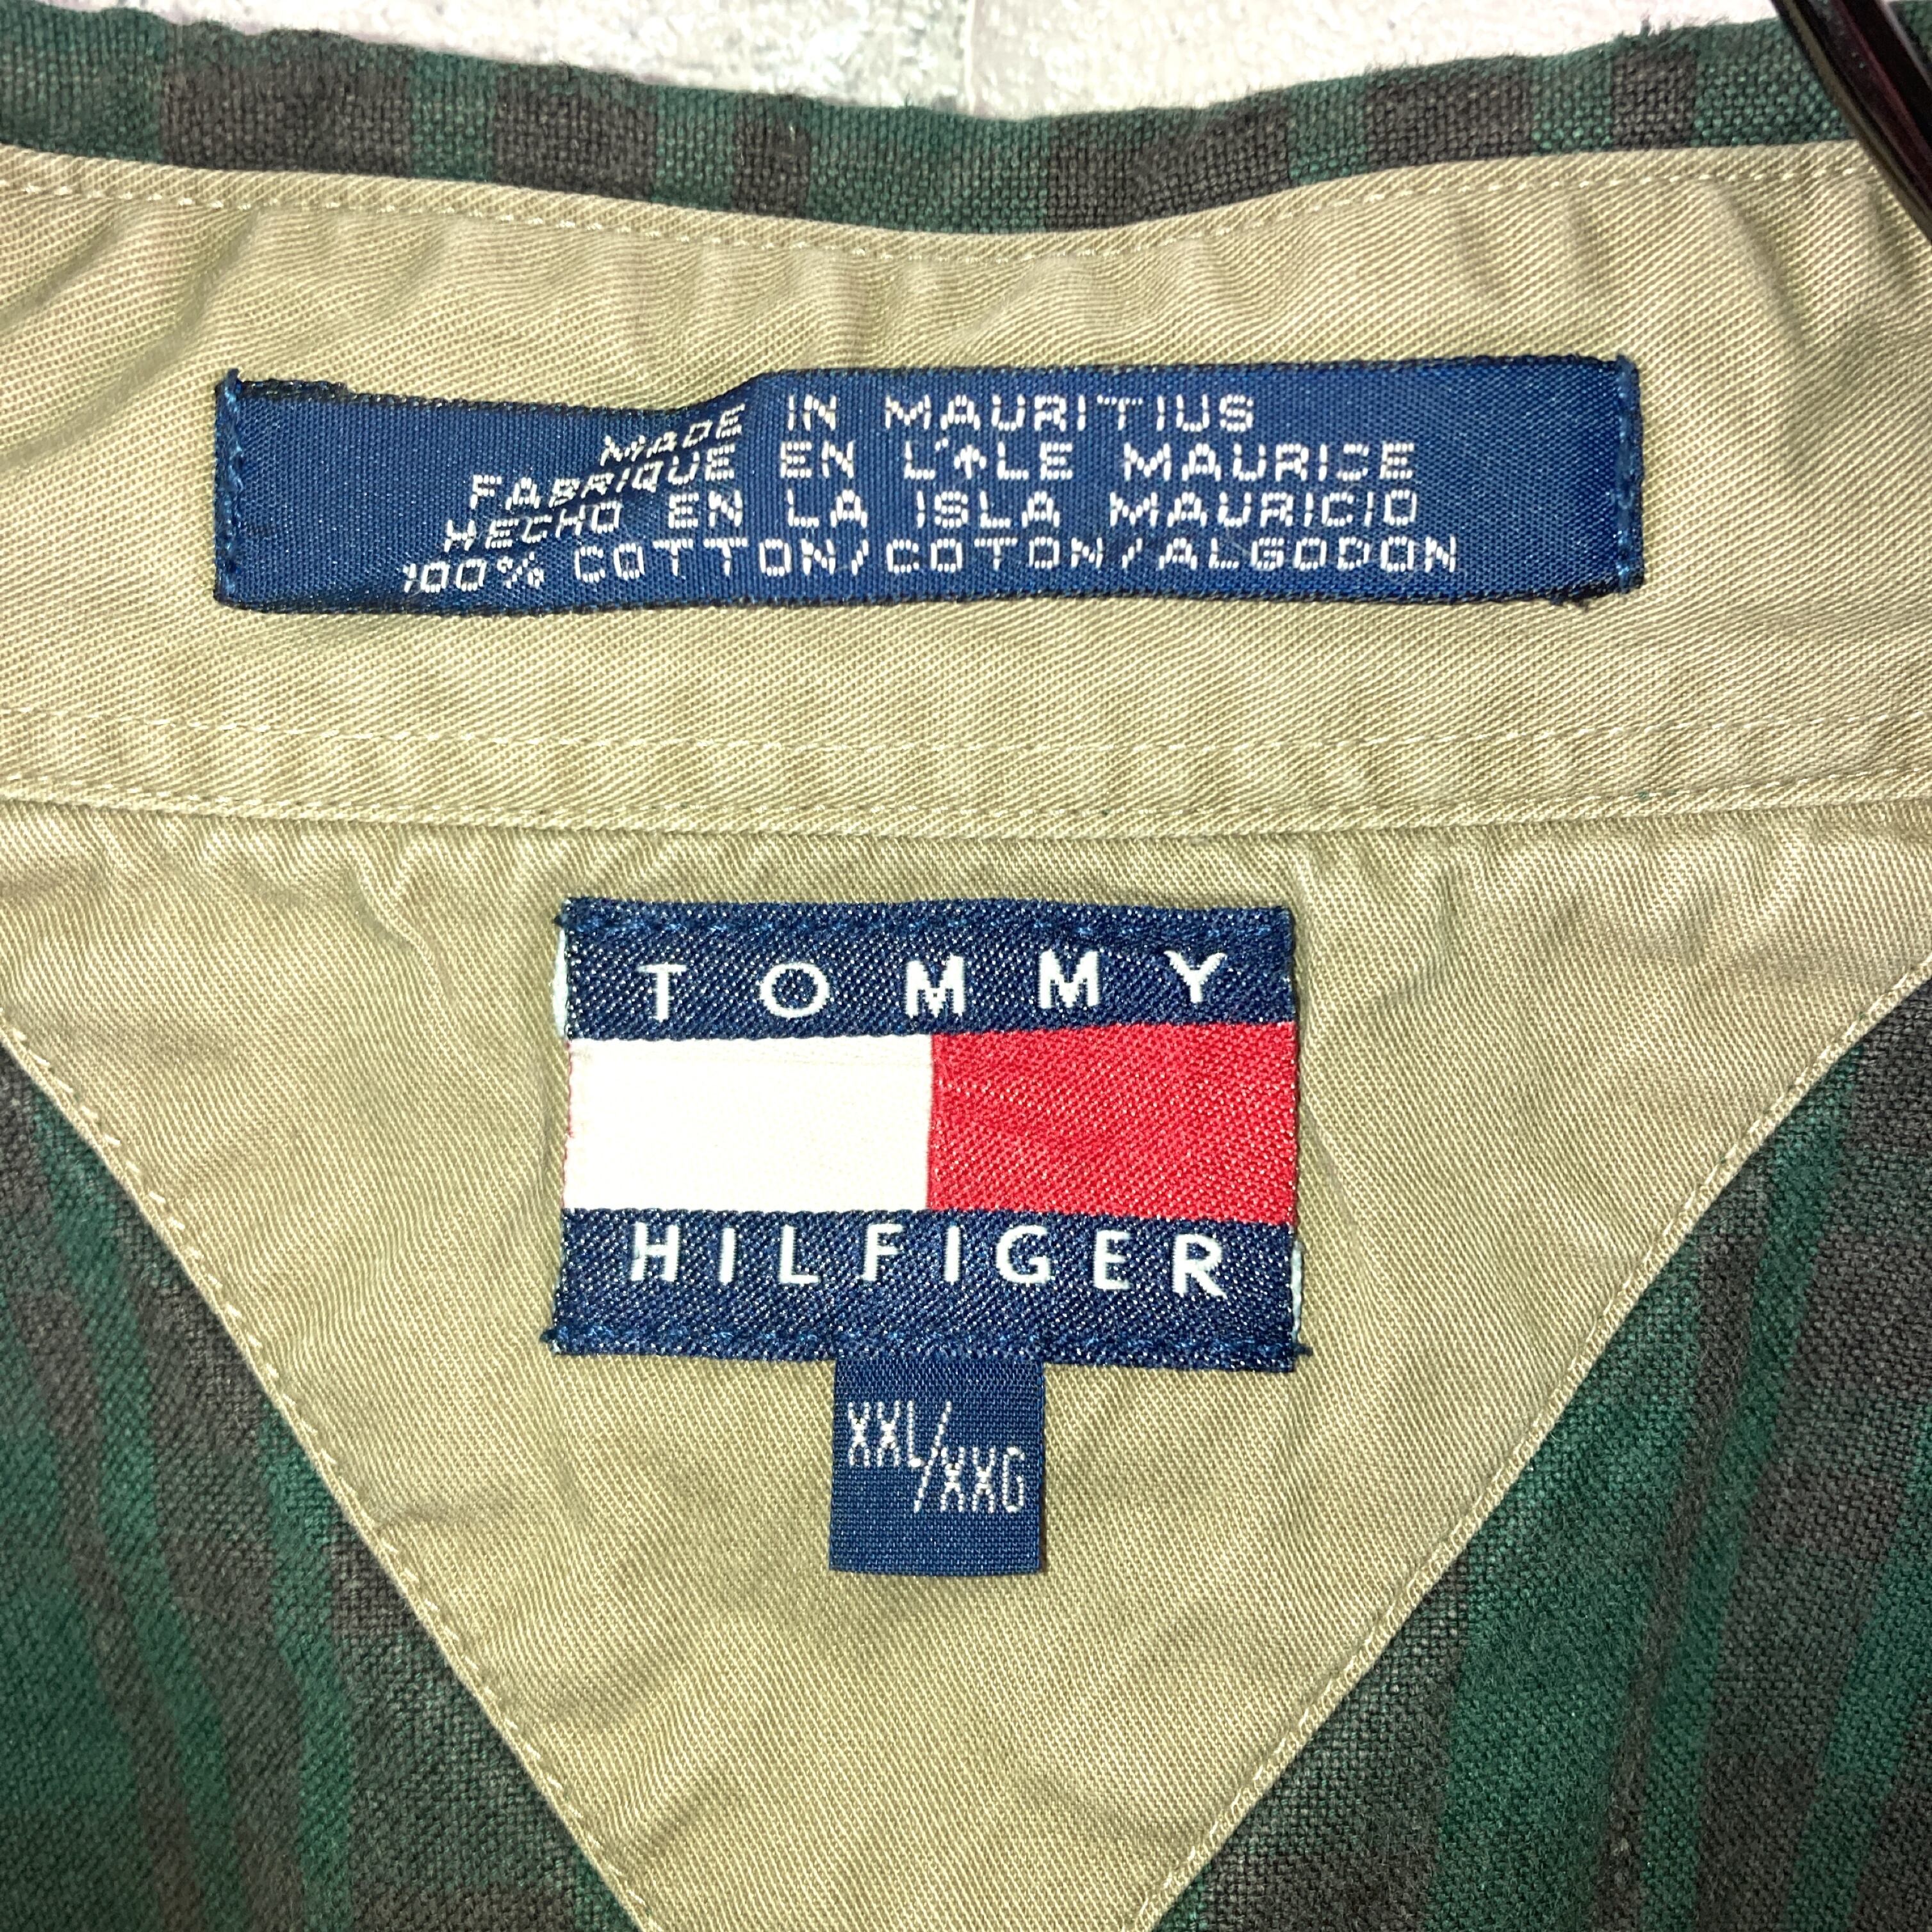 MADE IN MAURITIUS
FABRIQUE EN L'ÎLE MAURICE
HECHO EN LA ISLA MAURICIO
100% COTTON/COTON/ALGODON
TOMMY
HILFIGER
XXL/XXG